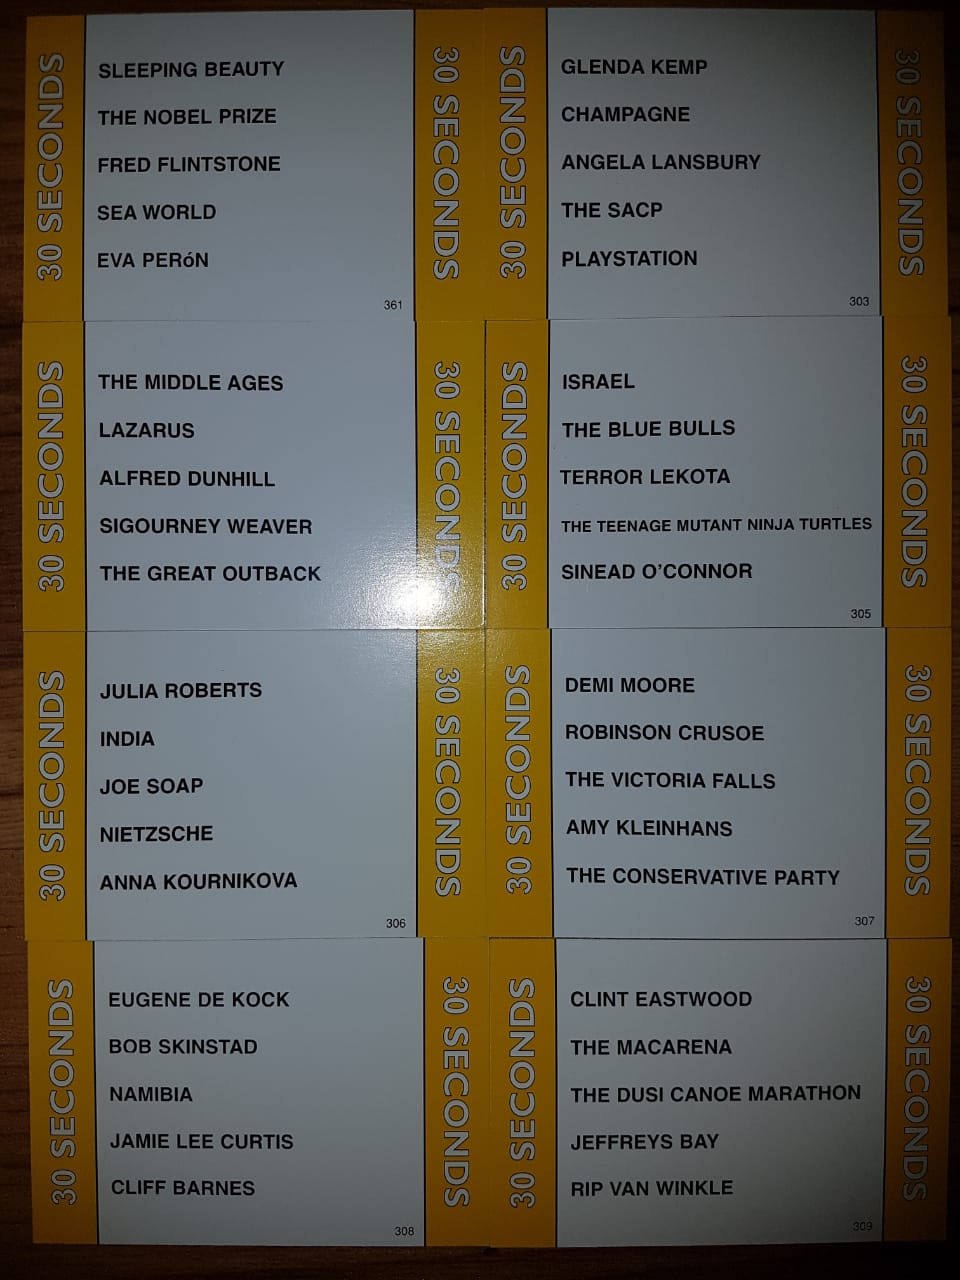 30 SECONDS
SLEEPING BEAUTY
THE NOBEL PRIZE
FRED FLINTSTONE
SEA WORLD
EVA PERóN
361
30 SECONDS
30 SECONDS
GLENDA KEMP
CHAMPAGNE
ANGELA LANSBURY
THE SACP
PLAYSTATION
303
30 SECONDS
30 SECONDS
THE MIDDLE AGES
LAZARUS
ALFRED DUNHILL
SIGOURNEY WEAVER
THE GREAT OUTBACK
30 SECONDS
30 SECONDS
ISRAEL
THE BLUE BULLS
TERROR LEKOTA
THE TEENAGE MUTANT NINJA TURTLES
SINEAD O'CONNOR
305
30 SECONDS
30 SECONDS
JULIA ROBERTS
INDIA
JOE SOAP
NIETZSCHE
ANNA KOURNIKOVA
306
30 SECONDS
30 SECONDS
DEMI MOORE
ROBINSON CRUSOE
THE VICTORIA FALLS
AMY KLEINHANS
THE CONSERVATIVE PARTY
307
30 SECONDS
30 SECONDS
EUGENE DE KOCK
BOB SKINSTAD
NAMIBIA
JAMIE LEE CURTIS
CLIFF BARNES
308
30 SECONDS
30 SECONDS
CLINT EASTWOOD
THE MACARENA
THE DUSI CANOE MARATHON
JEFFREYS BAY
RIP VAN WINKLE
309
30 SECONDS